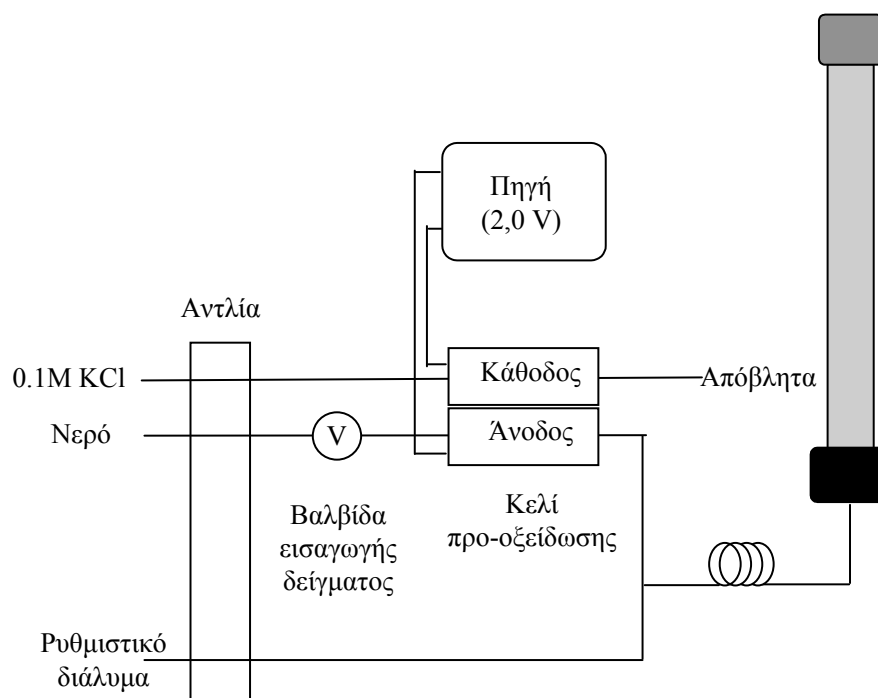 Πηγή
(2,0 V)
Αντλία
0.1M KCl
Κάθοδος
Απόβλητα
Νερό
V
Άνοδος
Βαλβίδα
εισαγωγής
δείγματος
Κελί
προ-οξείδωσης
Ρυθμιστικό
διάλυμα